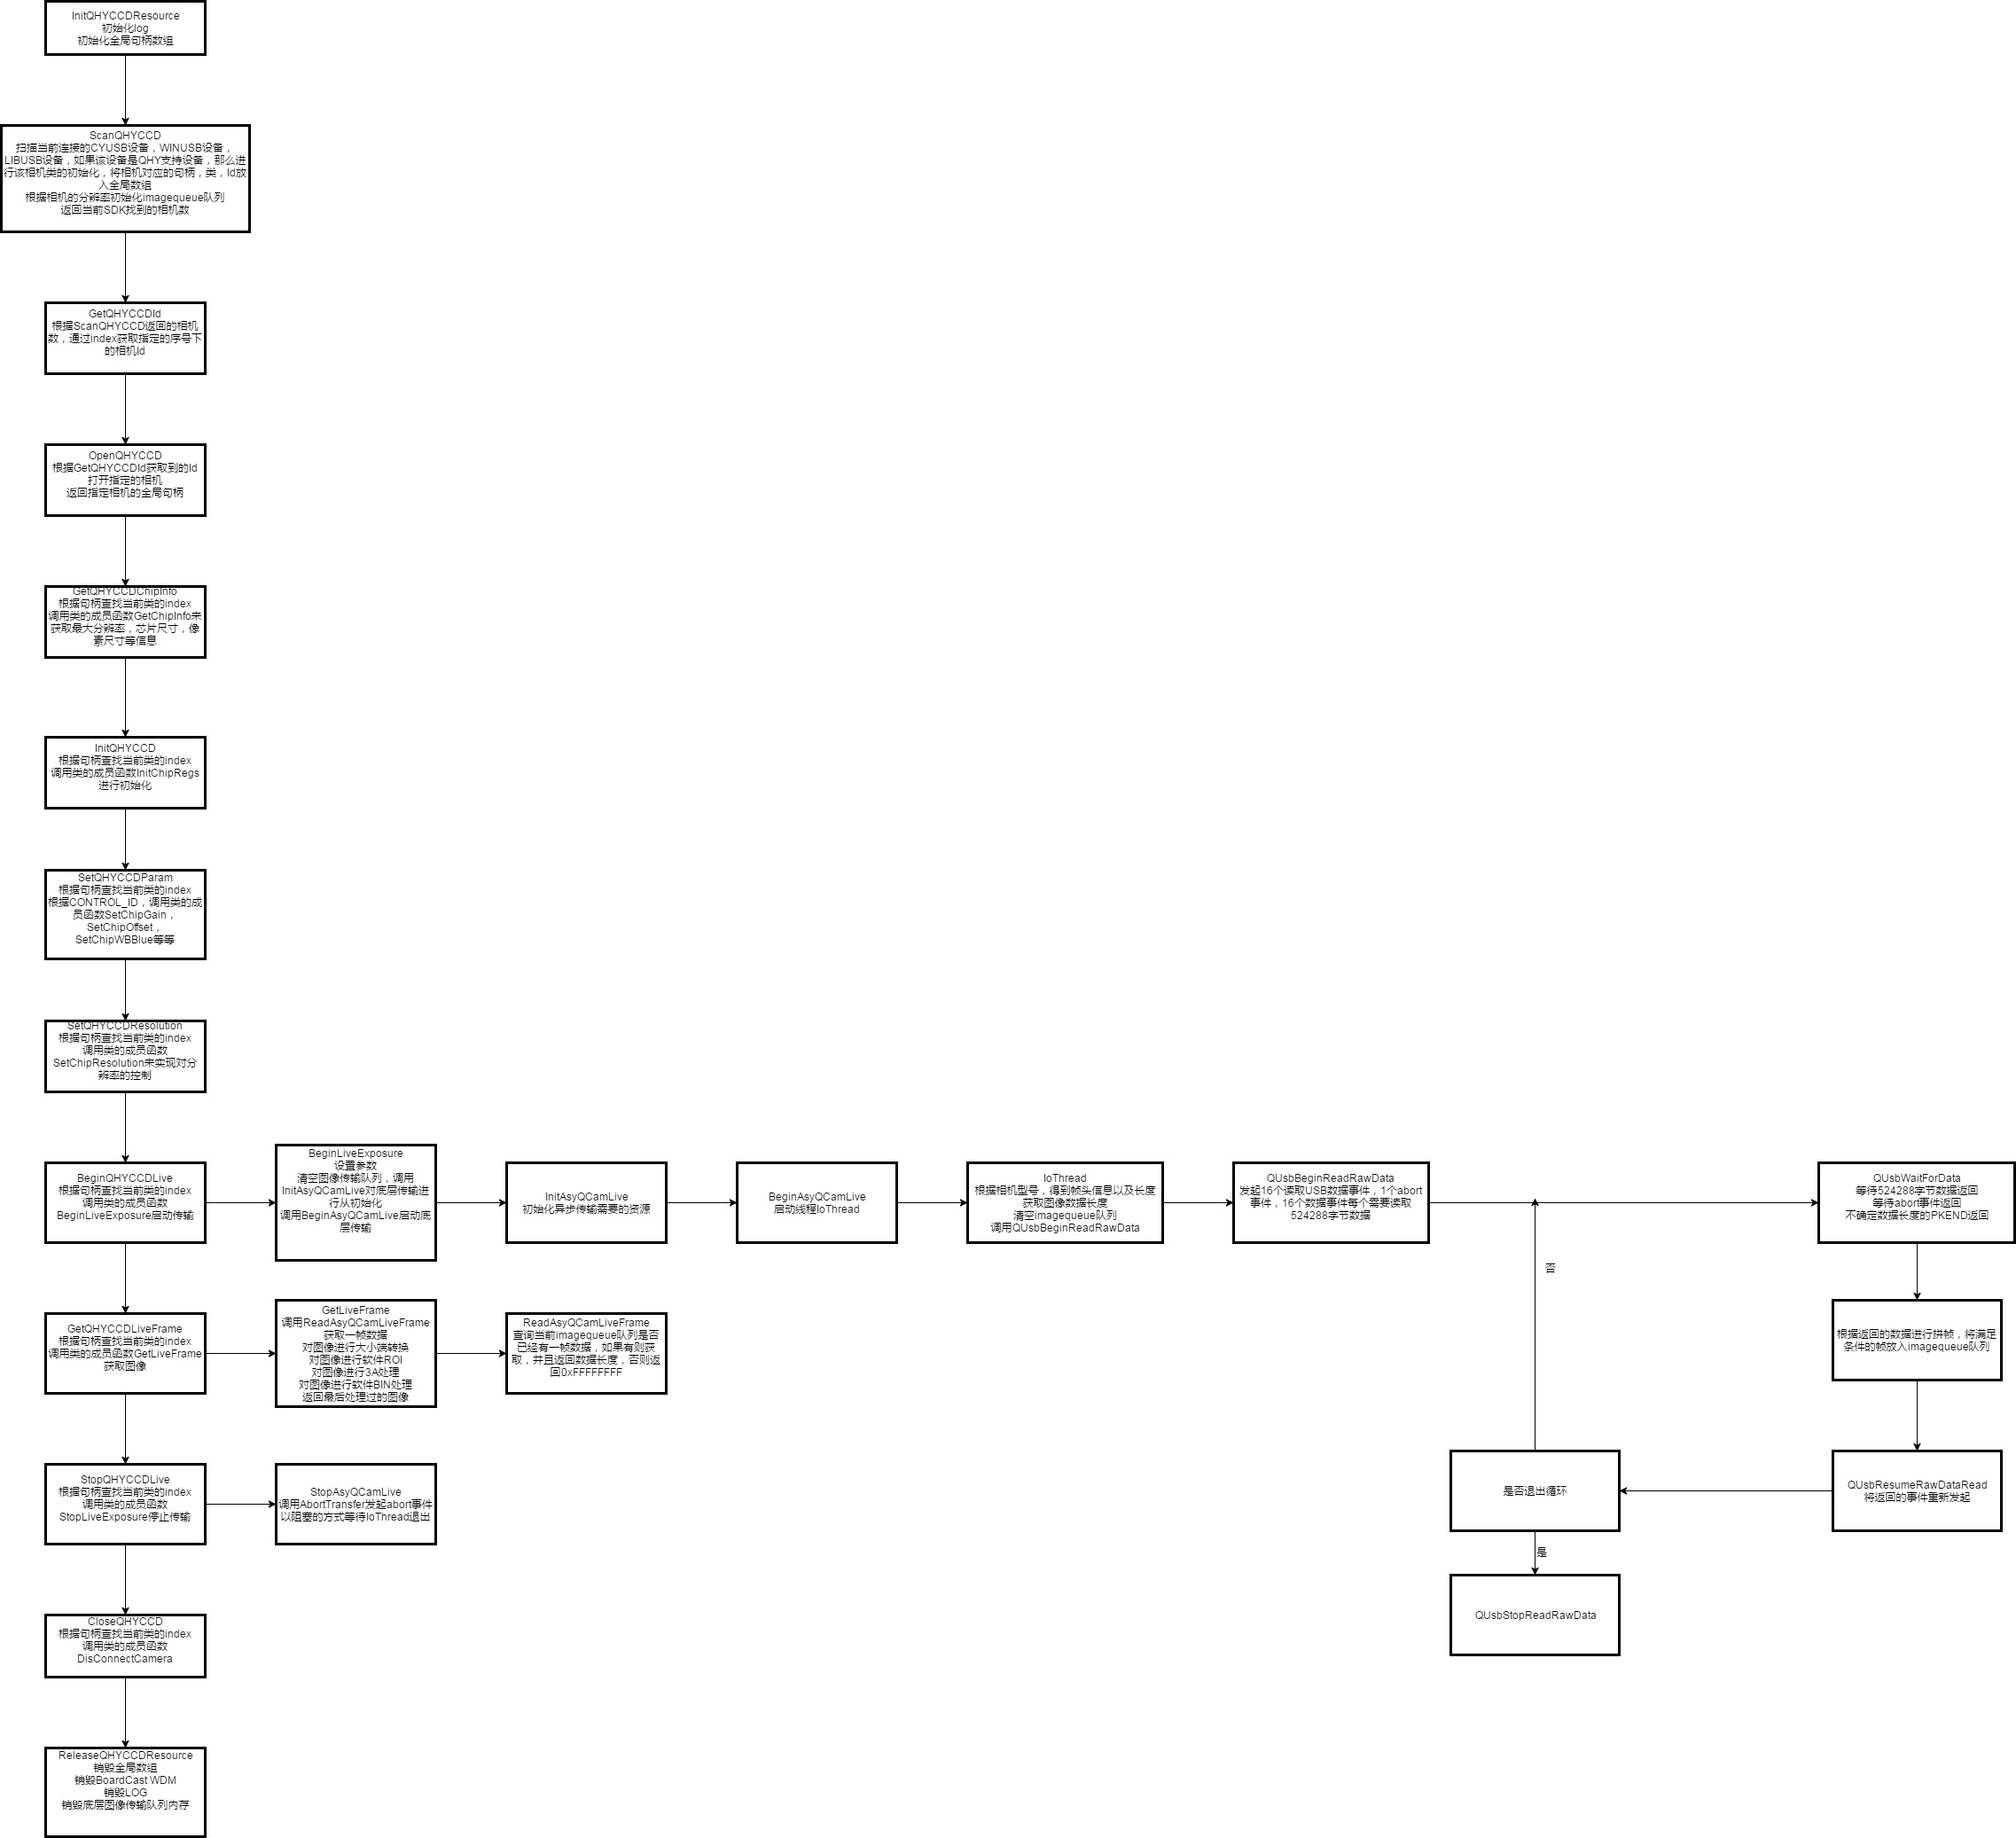 InitQHYCCDResource
初始化log
初始化全局句柄数组
ScanQHYCCD
扫描当前连接的CYUSB设备，WINUSB设备，
LIBUSB设备，如果该设备是QHY支持设备，那么进
行该相机类的初始化，将相机对应的句柄，类，Id放
入全局数组
根据相机的分辨率初始化imagequeue队列
返回当前SDK找到的相机数
GetQHYCCDId
根据ScanQHYCCD返回的相机
数，通过index获取指定的序号下
的相机Id
OpenQHYCCD
根据GetQHYCCDId获取到的Id
打开指定的相机
返回指定相机的全局句柄
GetQHYCCDChipInfo
根据句柄查找当前类的index
调用类的成员函数GetChipInfo来
获取最大分辨率，芯片尺寸，像
素尺寸等信息
InitQHYCCD
根据句柄查找当前类的index
调用类的成员函数InitChipRegs
进行初始化
SetQHYCCDParam
根据句柄查找当前类的index
根据CONTROL_ID，调用类的成
员函数SetChipGain，
SetChipOffset，
SetChipWBBlue等等
SetQHYCCDResolution
根据句柄查找当前类的index
调用类的成员函数
SetChipResolution来实现对分
辨率的控制
BeginQHYCCDLive
根据句柄查找当前类的index
调用类的成员函数
BeginLiveExposure启动传输
BeginLiveExposure
设置参数
清空图像传输队列，调用
InitAsyQCamLive对底层传输进
行从初始化
调用BeginAsyQCamLive启动底
层传输
InitAsyQCamLive
初始化异步传输需要的资源
BeginAsyQCamLive
启动线程IoThread
IoThread
根据相机型号，得到帧头信息以及长度
获取图像数据长度
清空imagequeue队列
调用QUsbBeginReadRawData
QUsbBeginReadRawData
发起16个读取USB数据事件，1个abort
事件，16个数据事件每个需要读取
524288字节数据
QUsbWaitForData
等待524288字节数据返回
等待abort事件返回
不确定数据长度的PKEND返回
否
GetQHYCCDLiveFrame
根据句柄查找当前类的index
调用类的成员函数GetLiveFrame
获取图像
GetLiveFrame
调用ReadAsyQCamLiveFrame
获取一帧数据
对图像进行大小端转换
对图像进行软件ROI
对图像进行3A处理
对图像进行软件BIN处理
返回最后处理过的图像
ReadAsyQCamLiveFrame
查询当前imagequeue队列是否
已经有一帧数据，如果有则获
取，并且返回数据长度，否则返
回0xFFFFFFFF
根据返回的数据进行拼帧，将满足
条件的帧放入imagequeue队列
StopQHYCCDLive
根据句柄查找当前类的index
调用类的成员函数
StopLiveExposure停止传输
StopAsyQCamLive
调用AbortTransfer发起abort事件
以阻塞的方式等待IoThread退出
是否退出循环
QUsbResumeRawDataRead
将返回的事件重新发起
是
QUsbStopReadRawData
CloseQHYCCD
根据句柄查找当前类的index
调用类的成员函数
DisConnectCamera
ReleaseQHYCCDResource
销毁全局数组
销毁BoardCast WDM
销毁LOG
销毁底层图像传输队列内存